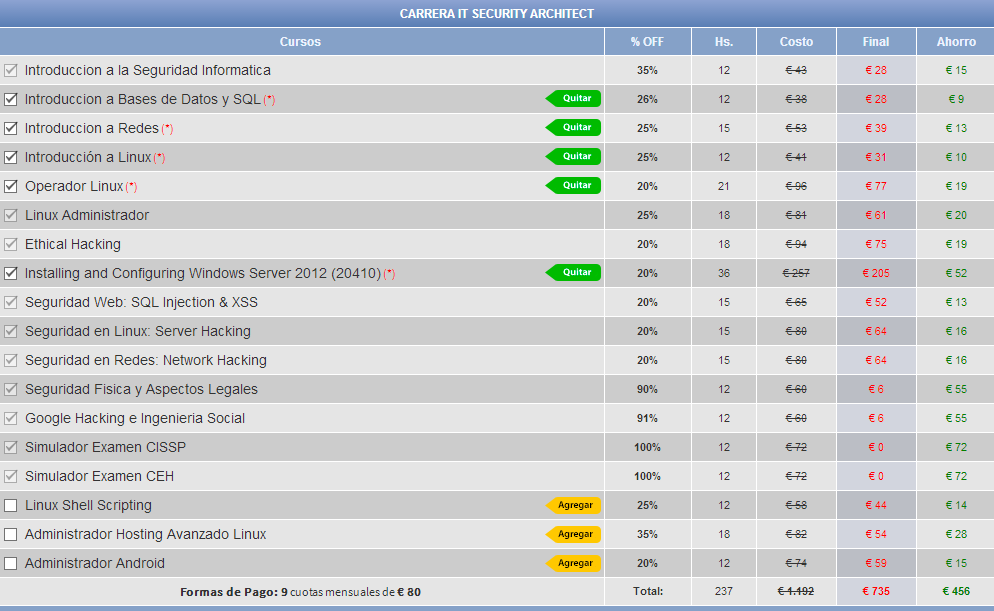 CARRERA IT SECURITY ARCHITECT
Cursos % OFF Hs. Costo Final Ahorro
Introduccion a la Seguridad Informatica 35% 12 € 43 € 28 € 15
Introduccion a Bases de Datos y SQL (*) Quitar 26% 12 € 38 € 28 € 9
Introduccion a Redes (*) Quitar 25% 15 € 53 € 39 € 13
Introducción a Linux (*) Quitar 25% 12 € 41 € 31 € 10
Operador Linux (*) Quitar 20% 21 € 96 € 77 € 19
Linux Administrador 25% 18 € 81 € 61 € 20
Ethical Hacking 20% 18 € 94 € 75 € 19
Installing and Configuring Windows Server 2012 (20410) (*) Quitar 20% 36 € 257 € 205 € 52
Seguridad Web: SQL Injection & XSS 20% 15 € 65 € 52 € 13
Seguridad en Linux: Server Hacking 20% 15 € 80 € 64 € 16
Seguridad en Redes: Network Hacking 20% 15 € 80 € 64 € 16
Seguridad Fisica y Aspectos Legales 90% 12 € 60 € 6 € 55
Google Hacking e Ingenieria Social 91% 12 € 60 € 6 € 55
Simulador Examen CISSP 100% 12 € 72 € 0 € 72
Simulador Examen CEH 100% 12 € 72 € 0 € 72
Linux Shell Scripting Agregar 25% 12 € 58 € 44 € 14
Administrador Hosting Avanzado Linux Agregar 35% 18 € 82 € 54 € 28
Administrador Android Agregar 20% 12 € 74 € 59 € 15
Formas de Pago: 9 cuotas mensuales de € 80 Total: 237 € 1.192 € 735 € 456